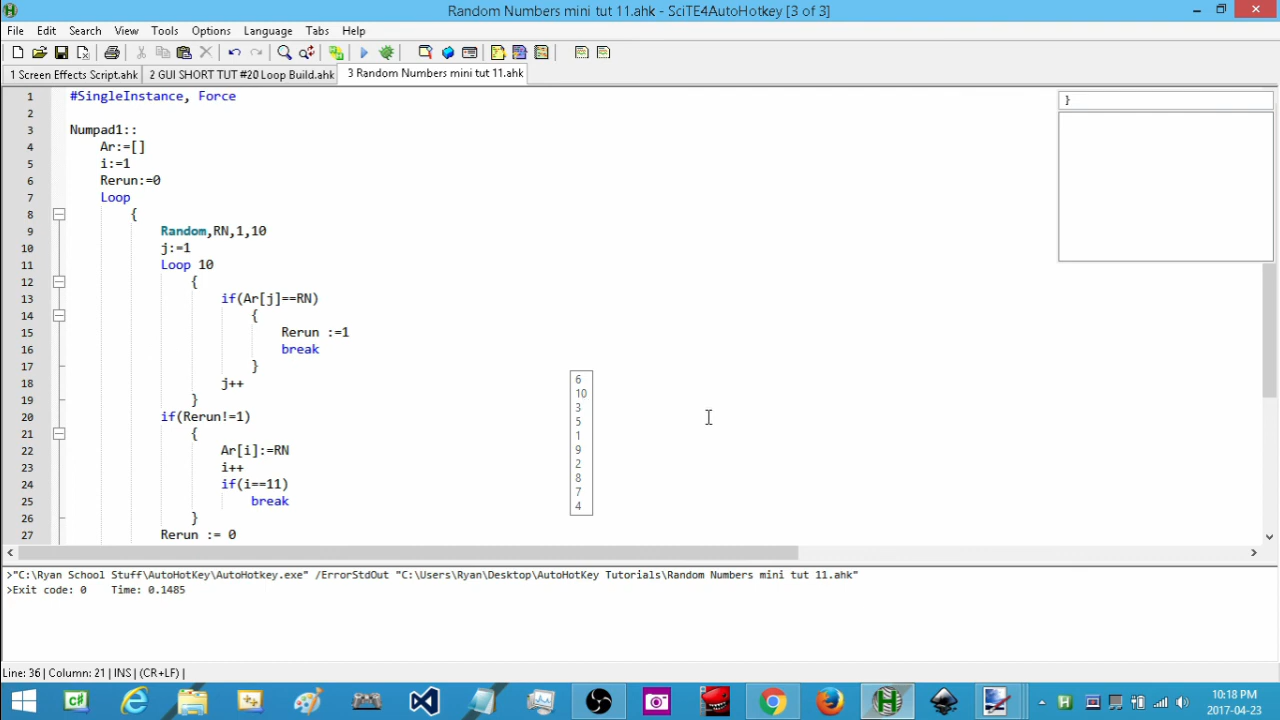 Random Numbers mini tut 11.ahk - SciTE4AutoHotkey [3 of 3]
File Edit Search View Tools Options Language Tabs Help
1 Screen Effects Script.ahk 2 GUI SHORT TUT #20 Loop Build.ahk 3 Random Numbers mini tut 11.ahk
1 #SingleInstance, Force
}
2
3 Numpad1::
4 Ar:=[]
5 i:=1
6 Rerun:=0
7 Loop
8 {
9 Random,RN,1,10
10 j:=1
11 Loop 10
12 {
13 if(Ar[j]==RN)
14 {
15 Rerun :=1
16 break
17 }
18 j++
19 }
20 if(Rerun!=1)
21 {
22 Ar[i]:=RN
23 i++
24 if(i==11)
25 break
26 }
27 Rerun := 0
6
10
3
5
1
9
2
8
7
4
>"C:\Ryan School Stuff\AutoHotKey\AutoHotkey.exe" /ErrorStdOut "C:\Users\Ryan\Desktop\AutoHotKey Tutorials\Random Numbers mini tut 11.ahk"
>Exit code: 0 Time: 0.1485
Line: 36 | Column: 21 | INS | (CR+LF) |
10:18 PM
2017-04-23